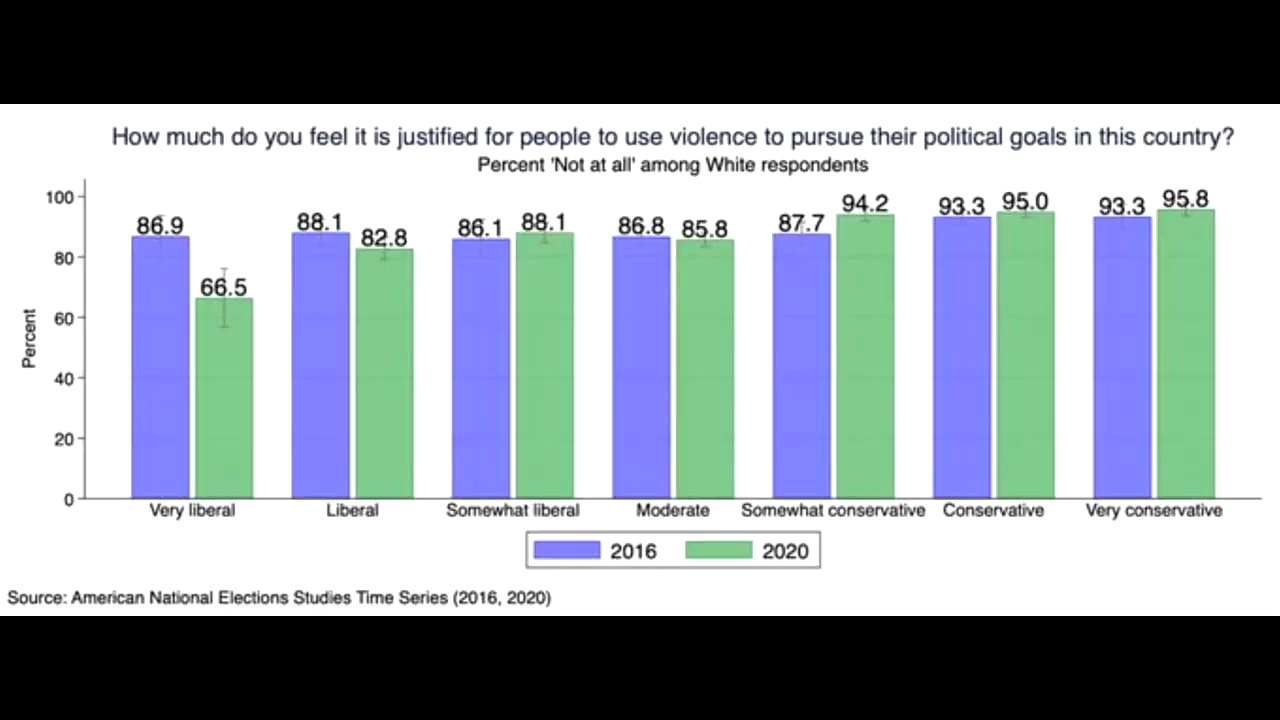 How much do you feel it is justified for people to use violence to pursue their political goals in this country?
Percent 'Not at all' among White respondents
Percent
100
80
60
40
20
0
86.9
66.5
88.1
82.8
86.1
88.1
86.8
85.8
87.7
94.2
93.3
95.0
93.3
95.8
Very liberal
Liberal
Somewhat liberal
Moderate
Somewhat conservative
Conservative
Very conservative
2016
2020
Source: American National Elections Studies Time Series (2016, 2020)